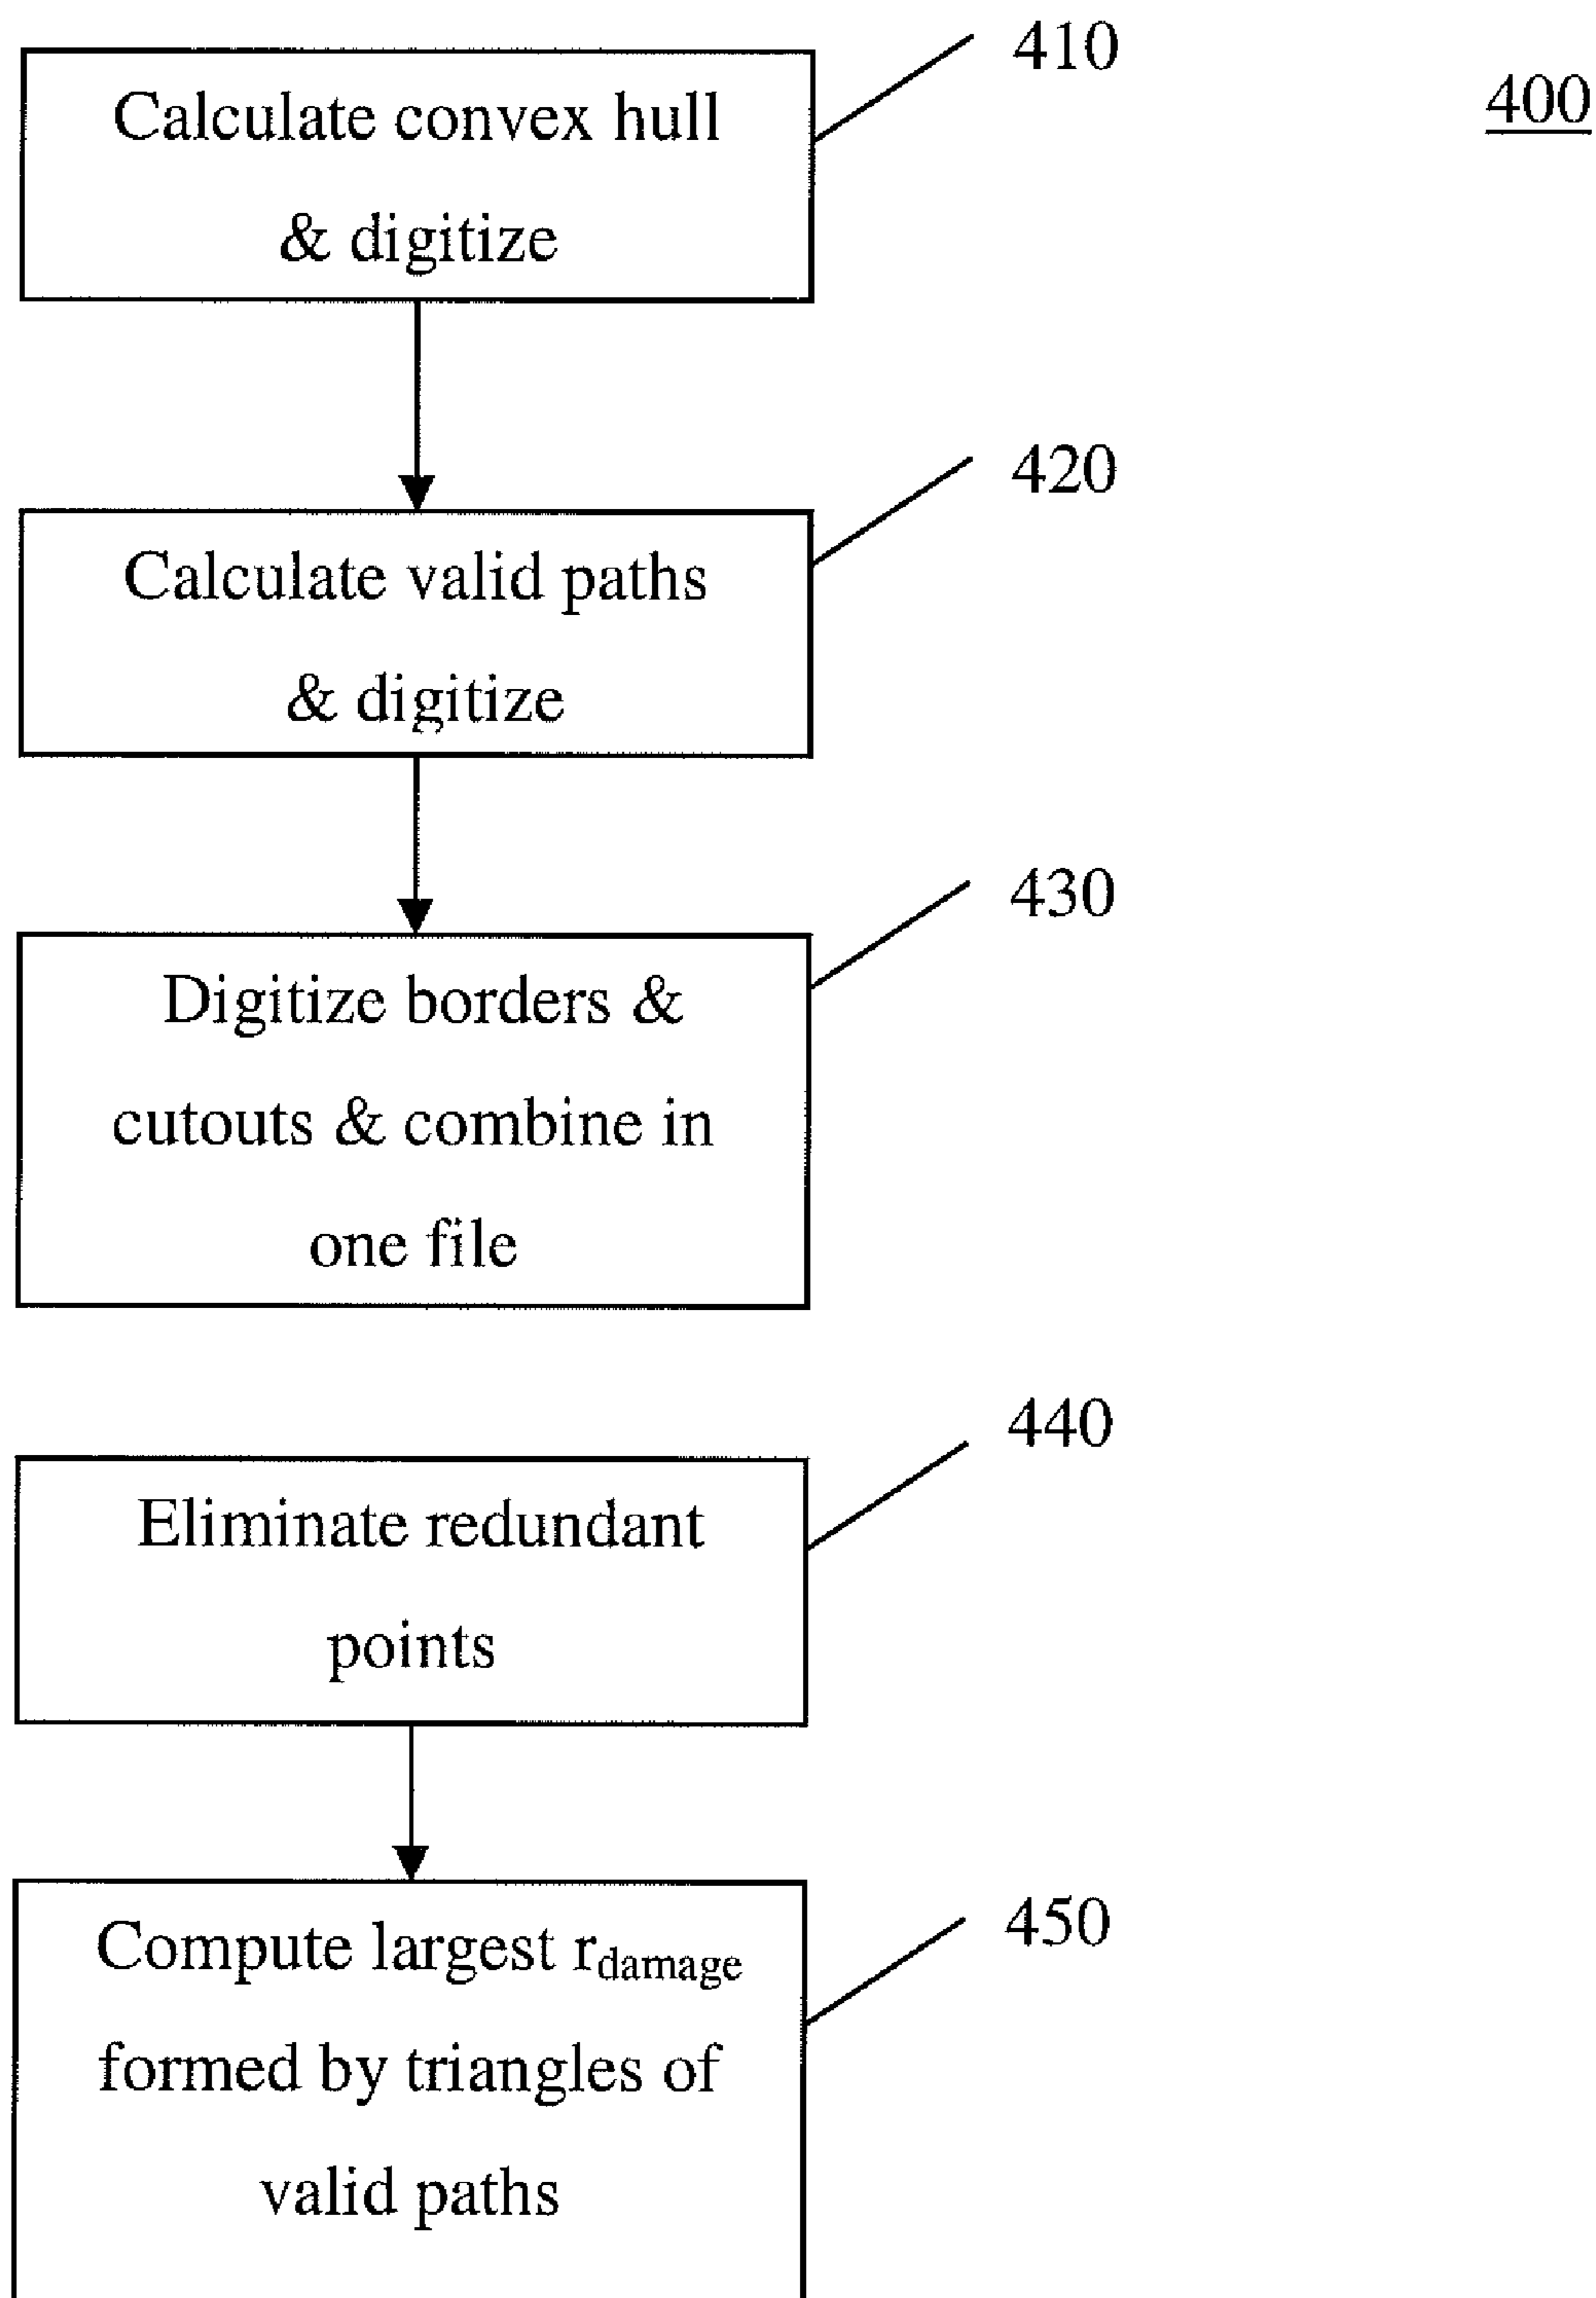 410
400
Calculate convex hull
& digitize
420
Calculate valid paths
& digitize
430
Digitize borders &
cutouts & combine in
one file
440
Eliminate redundant
points
450
Compute largest rdamage
formed by triangles of
valid paths